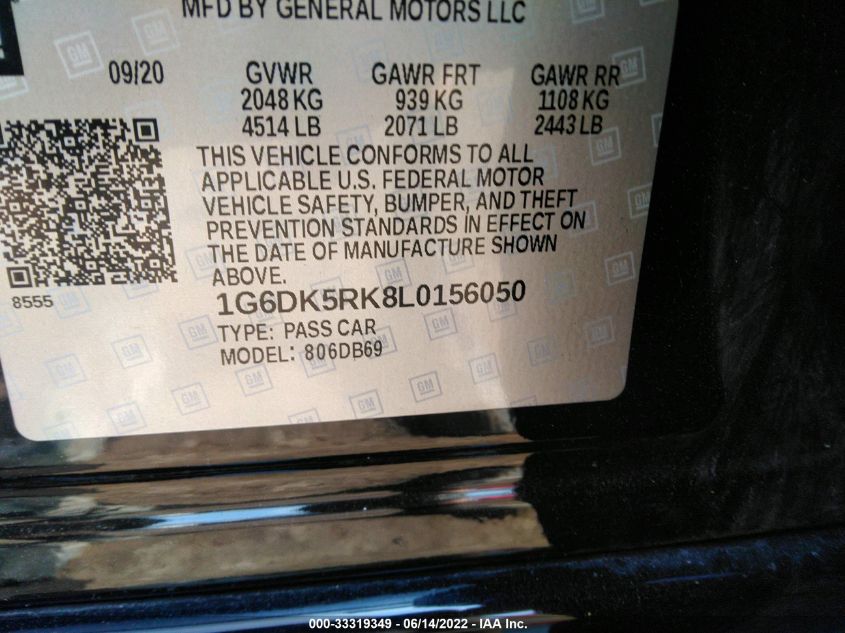 MFD BY GENERAL MOTORS LLC
09/20 GVWR GAWR FRT GAWR RR
2048 KG 939 KG 1108 KG
4514 LB 2071 LB 2443 LB
THIS VEHICLE CONFORMS TO ALL
APPLICABLE U.S. FEDERAL MOTOR
VEHICLE SAFETY, BUMPER, AND THEFT
PREVENTION STANDARDS IN EFFECT ON
THE DATE OF MANUFACTURE SHOWN
ABOVE.
8555
1G6DK5RK8L0156050
TYPE: PASS CAR
MODEL: 806DB69
GM
000-33319349 - 06/14/2022 - IAA Inc.